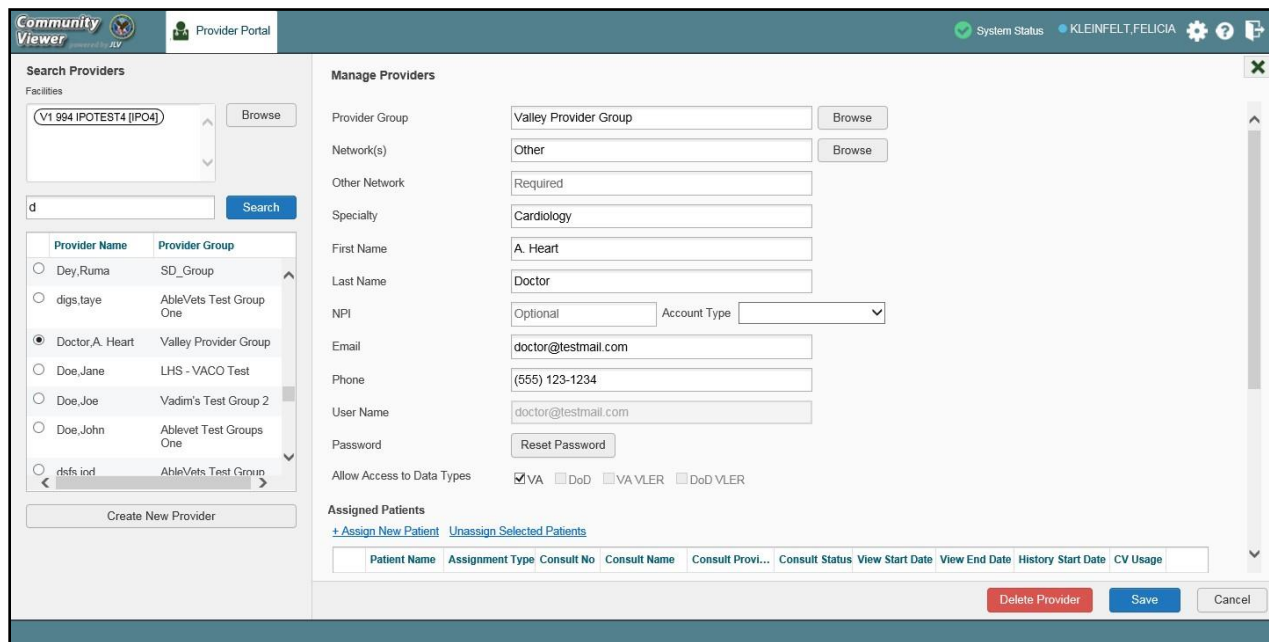 Community Viewer powered by JLV
Provider Portal
System Status
KLEINFELT,FELICIA
Search Providers
Facilities
V1 994 IPOTEST4 [IPO4]
Browse
d
Search
Provider Name Provider Group
Dey,Ruma SD_Group
digs,taye AbleVets Test Group
One
Doctor,A. Heart Valley Provider Group
Doe,Jane LHS - VACO Test
Doe,Joe Vadim's Test Group 2
Doe,John Ablevet Test Groups
One
dsfs,iod AbleVets Test Group
Create New Provider
Manage Providers
Provider Group Valley Provider Group Browse
Network(s) Other Browse
Other Network Required
Specialty Cardiology
First Name A. Heart
Last Name Doctor
NPI Optional Account Type
Email doctor@testmail.com
Phone (555) 123-1234
User Name doctor@testmail.com
Password Reset Password
Allow Access to Data Types VA DoD VA VLER DoD VLER
Assigned Patients
+ Assign New Patient Unassign Selected Patients
Patient Name Assignment Type Consult No Consult Name Consult Provi... Consult Status View Start Date View End Date History Start Date CV Usage
Delete Provider Save Cancel